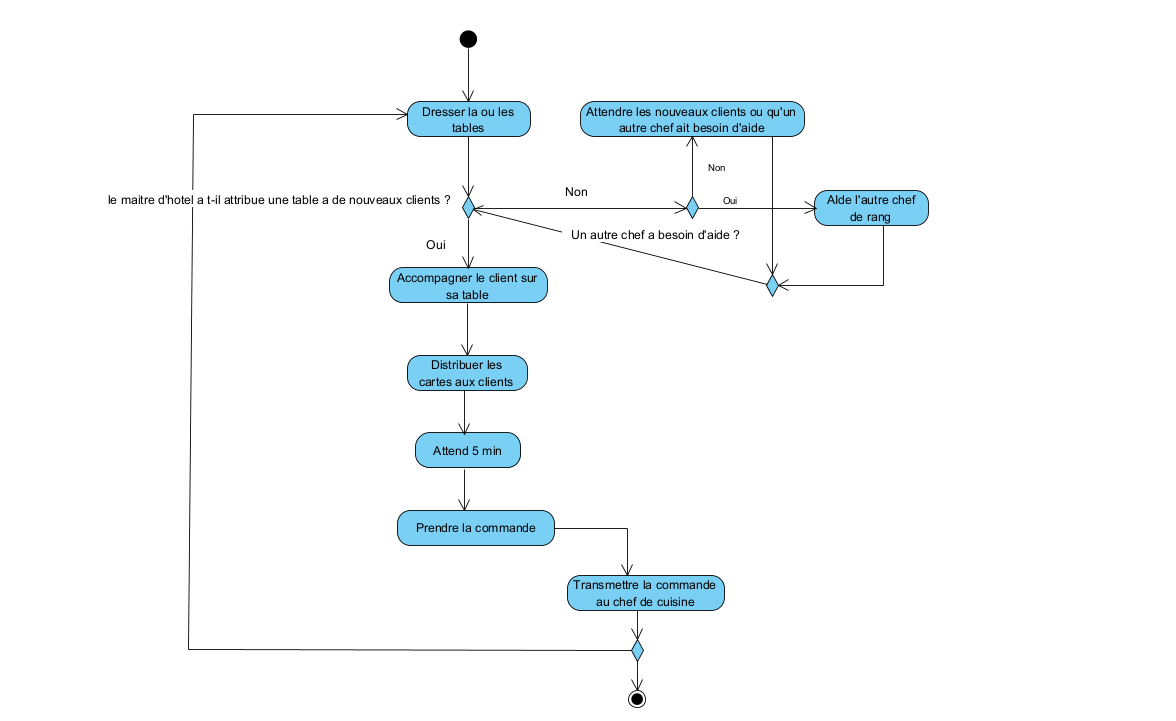 Dresser la ou les
tables
Attendre les nouveaux clients ou qu'un
autre chef ait besoin d'aide
Non
le maitre d'hotel a t-il attribue une table a de nouveaux clients ?
Non
Oui
AIde l'autre chef
de rang
Un autre chef a besoin d'aide ?
Oui
Accompagner le client sur
sa table
Distribuer les
cartes aux clients
Attend 5 min
Prendre la commande
Transmettre la commande
au chef de cuisine